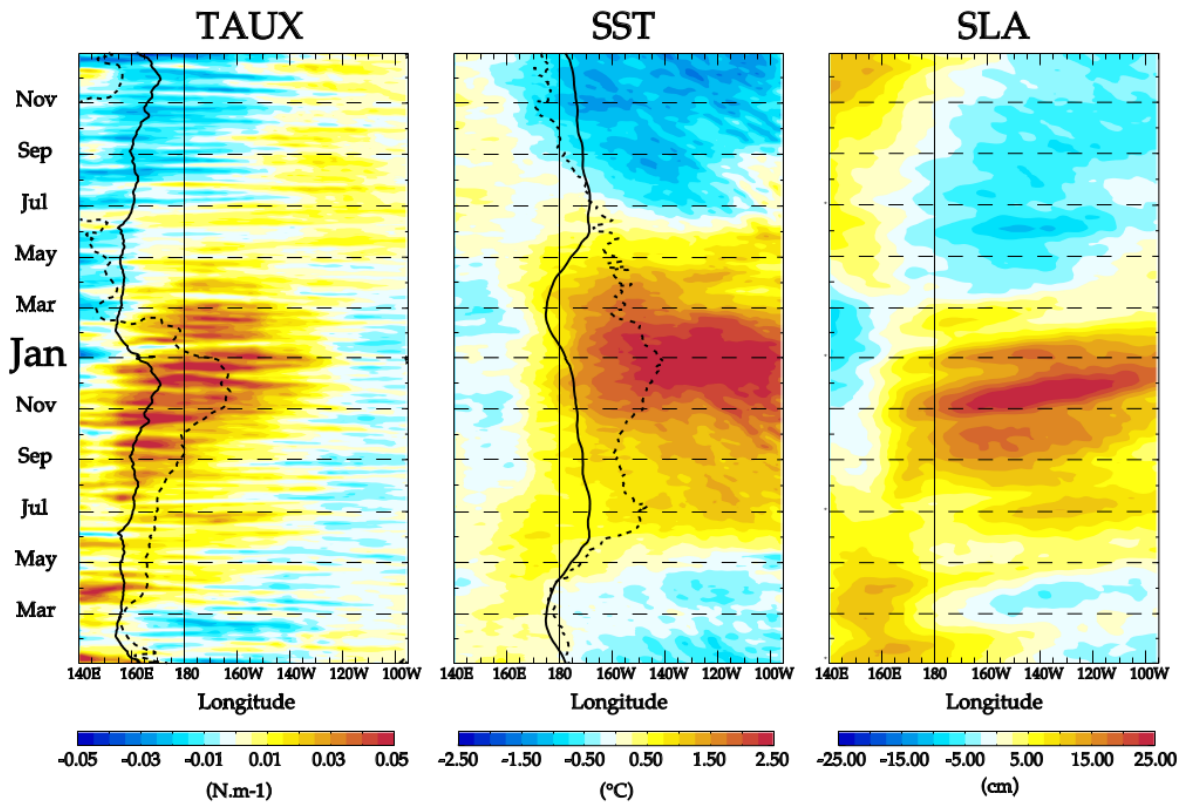 TAUX SST SLA
Nov
Sep
Jul
May
Mar
Jan
Nov
Sep
Jul
May
Mar
140E 160E 180 160W 140W 120W 100W 140E 160E 180 160W 140W 120W 100W 140E 160E 180 160W 140W 120W 100W
Longitude Longitude Longitude
-0.05 -0.03 -0.01 0.01 0.03 0.05 -2.50 -1.50 -0.50 0.50 1.50 2.50 -25.00 -15.00 -5.00 5.00 15.00 25.00
(N.m-1) (°C) (cm)